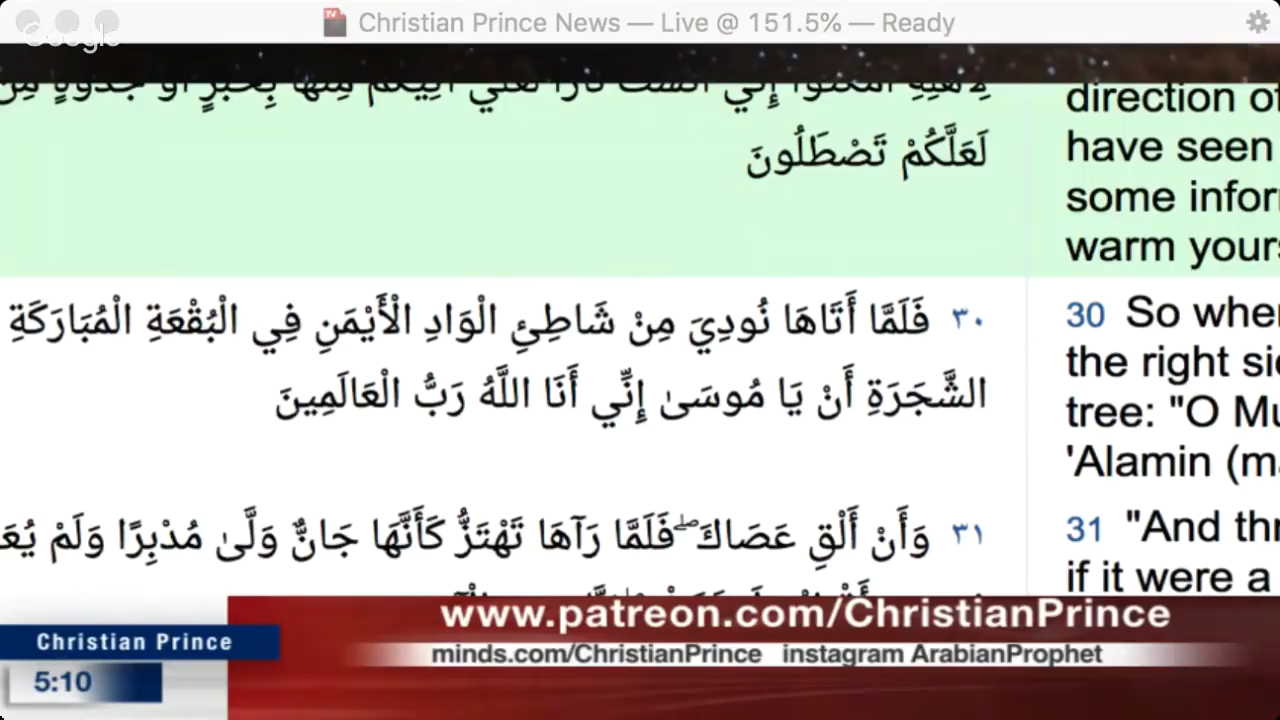 Christian Prince News — Live @ 151.5% — Ready
Google
لَعَلَّكُمْ تَصْطَلُونَ
direction of
have seen
some infor
warm yours
٣٠ فَلَمَّا أَتَاهَا نُودِيَ مِنْ شَاطِئِ الْوَادِ الْأَيْمَنِ فِي الْبُقْعَةِ الْمُبَارَكَةِ
الشَّجَرَةِ أَنْ يَا مُوسَىٰ إِنِّي أَنَا اللَّهُ رَبُّ الْعَالَمِينَ
30 So when
the right sid
tree: "O Mu
'Alamin (ma
٣١ وَأَنْ أَلْقِ عَصَاكَ ۖ فَلَمَّا رَآهَا تَهْتَزُّ كَأَنَّهَا جَانٌّ وَلَّىٰ مُدْبِرًا وَلَمْ
31 "And thr
if it were a
www.patreon.com/ChristianPrince
Christian Prince
minds.com/ChristianPrince instagram ArabianProphet
5:10